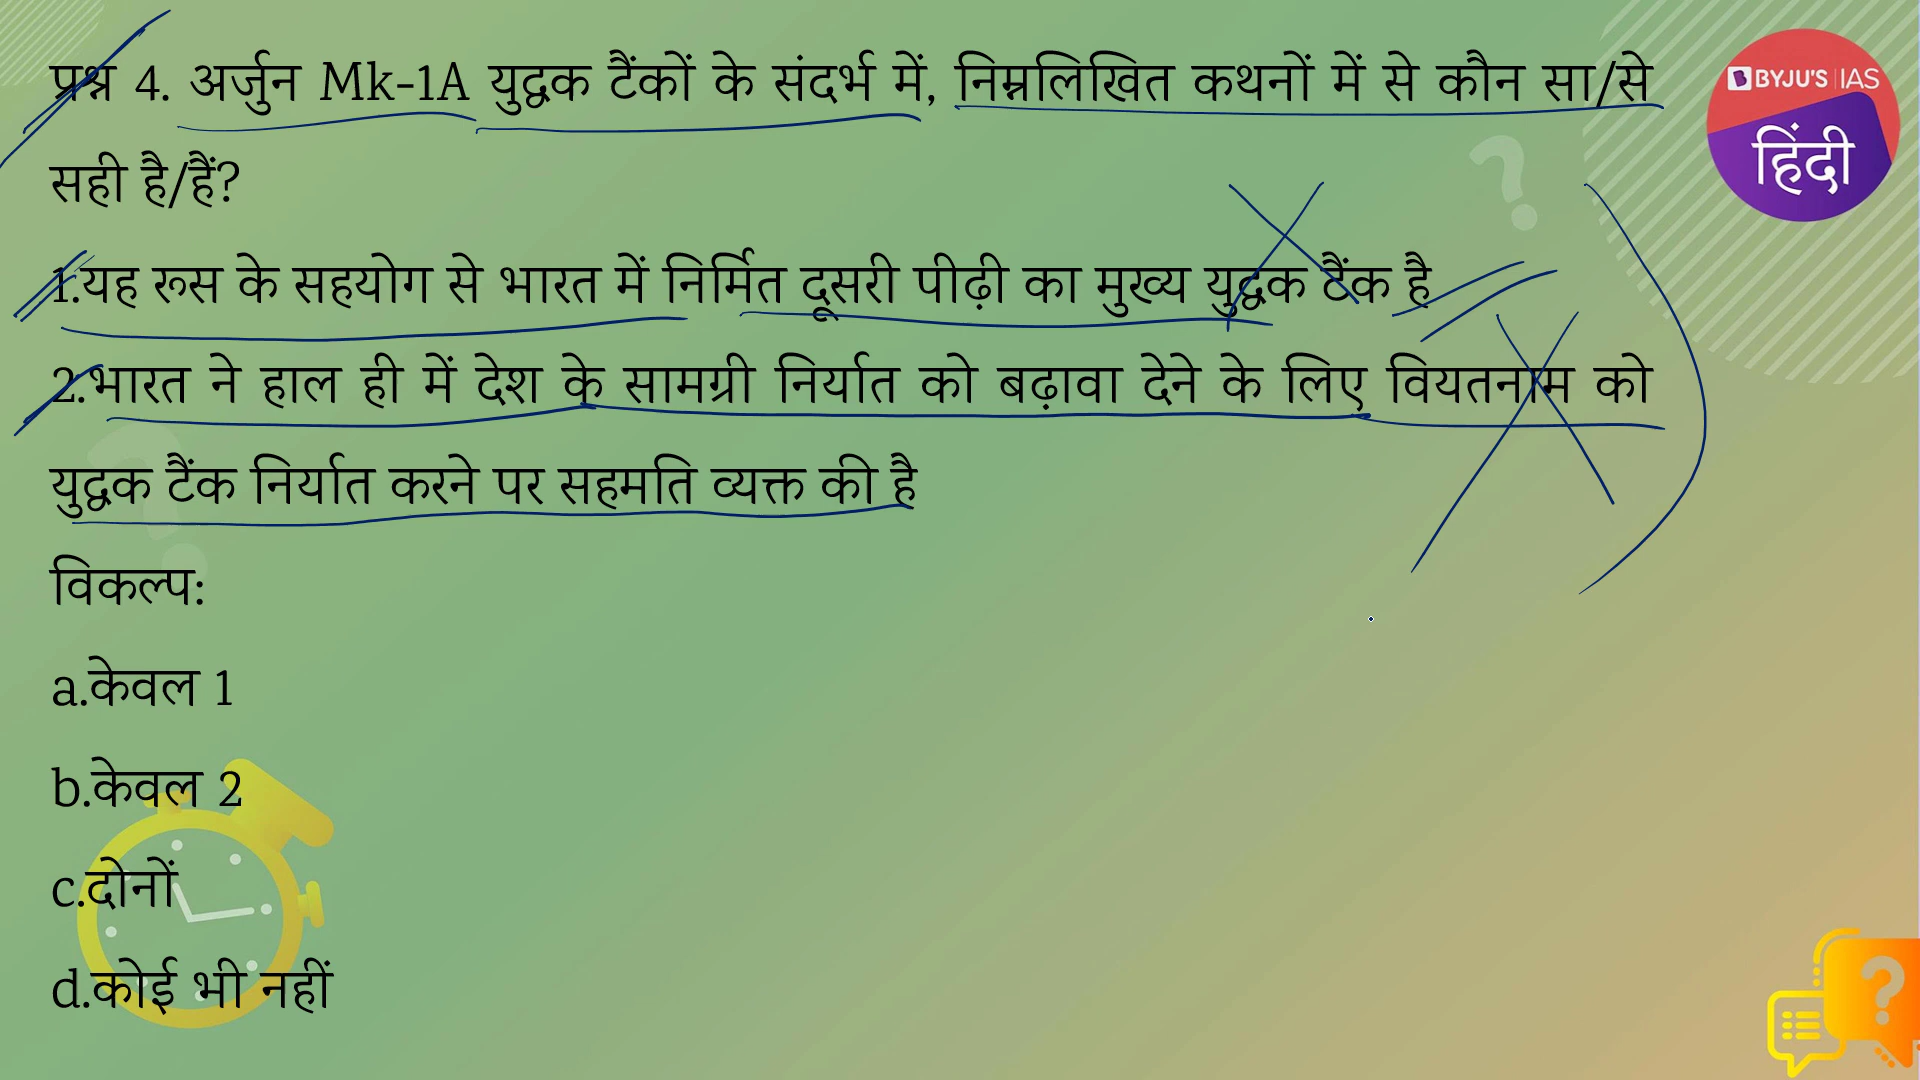 प्रश्न 4. अर्जुन Mk-1A युद्धक टैंकों के संदर्भ में, निम्नलिखित कथनों में से कौन सा/से
सही है/हैं?
1.यह रूस के सहयोग से भारत में निर्मित दूसरी पीढ़ी का मुख्य युद्धक टैंक है
2.भारत ने हाल ही में देश के सामग्री निर्यात को बढ़ावा देने के लिए वियतनाम को
युद्धक टैंक निर्यात करने पर सहमति व्यक्त की है
विकल्प:
a.केवल 1
b.केवल 2
c.दोनों
d.कोई भी नहीं
BYJU'S IAS
हिंदी